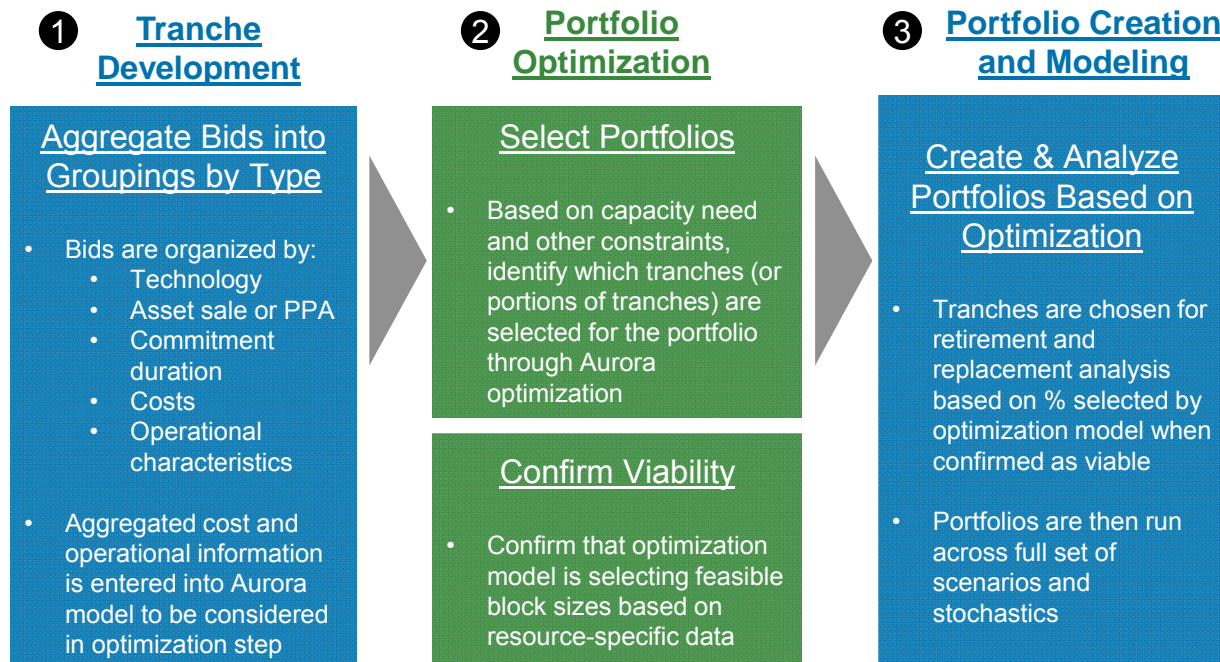 1 Tranche
Development
Aggregate Bids into
Groupings by Type
• Bids are organized by:
• Technology
• Asset sale or PPA
• Commitment
duration
• Costs
• Operational
characteristics
• Aggregated cost and
operational information
is entered into Aurora
model to be considered
in optimization step
2 Portfolio
Optimization
Select Portfolios
• Based on capacity need
and other constraints,
identify which tranches (or
portions of tranches) are
selected for the portfolio
through Aurora
optimization
Confirm Viability
• Confirm that optimization
model is selecting feasible
block sizes based on
resource-specific data
3 Portfolio Creation
and Modeling
Create & Analyze
Portfolios Based on
Optimization
• Tranches are chosen for
retirement and
replacement analysis
based on % selected by
optimization model when
confirmed as viable
• Portfolios are then run
across full set of
scenarios and
stochastics